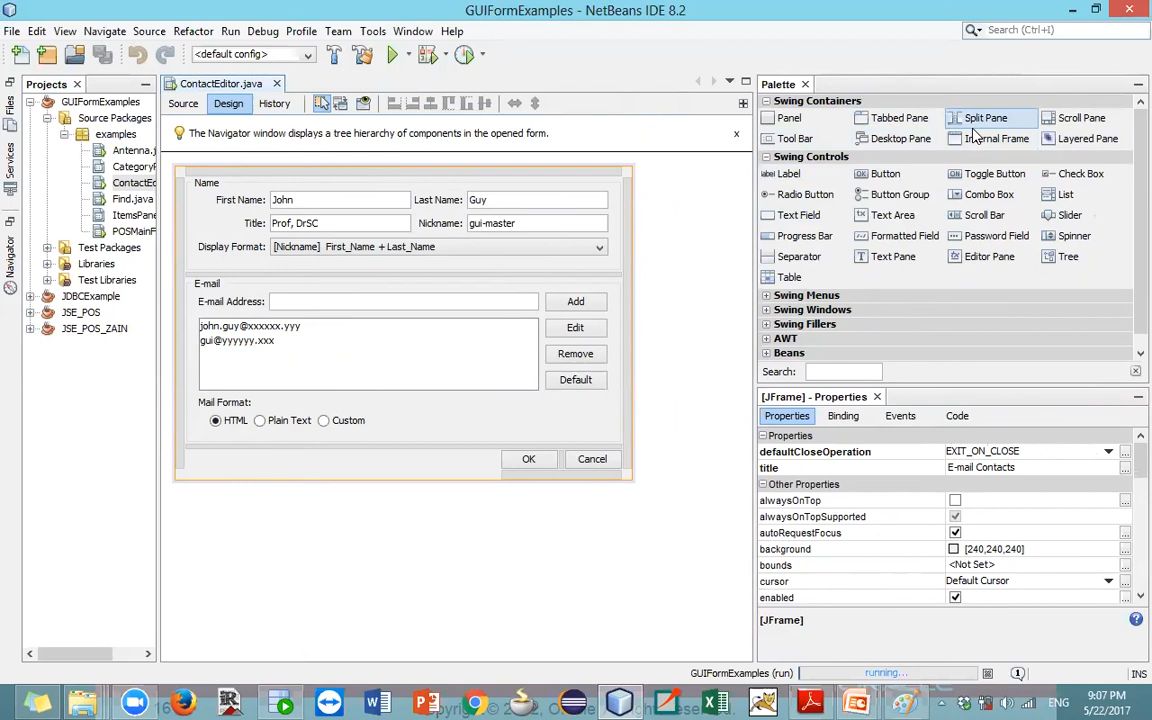 GUIFormExamples - NetBeans IDE 8.2
File Edit View Navigate Source Refactor Run Debug Profile Team Tools Window Help
Search (Ctrl+I)
<default config>
Projects
Files
Services
Navigator
GUIFormExamples
Source Packages
examples
Antenna.j
CategoryP
ContactEd
Find.java
ItemsPane
POSMainF
Test Packages
Libraries
Test Libraries
JDBCExample
JSE_POS
JSE_POS_ZAIN
ContactEditor.java
Source Design History
The Navigator window displays a tree hierarchy of components in the opened form.
Name
First Name: John Last Name: Guy
Title: Prof, DrSC Nickname: gui-master
Display Format: [Nickname] First_Name + Last_Name
E-mail
E-mail Address: Add
john.guy@xxxxxx.yyy Edit
gui@yyyyyy.xxx
Remove
Default
Mail Format:
HTML Plain Text Custom
OK Cancel
Palette
Swing Containers
Panel Tabbed Pane Split Pane Scroll Pane
Tool Bar Desktop Pane Internal Frame Layered Pane
Swing Controls
label Label OK Button ON Toggle Button Check Box
Radio Button Button Group Combo Box List
Text Field Text Area Scroll Bar Slider
Progress Bar Formatted Field Password Field Spinner
Separator Text Pane Editor Pane Tree
Table
Swing Menus
Swing Windows
Swing Fillers
AWT
Beans
Search:
[JFrame] - Properties
Properties Binding Events Code
Properties
defaultCloseOperation EXIT_ON_CLOSE
title E-mail Contacts
Other Properties
alwaysOnTop
alwaysOnTopSupported
autoRequestFocus
background [240,240,240]
bounds <Not Set>
cursor Default Cursor
enabled
[JFrame]
GUIFormExamples (run) running... INS
ENG
9:07 PM
5/22/2017